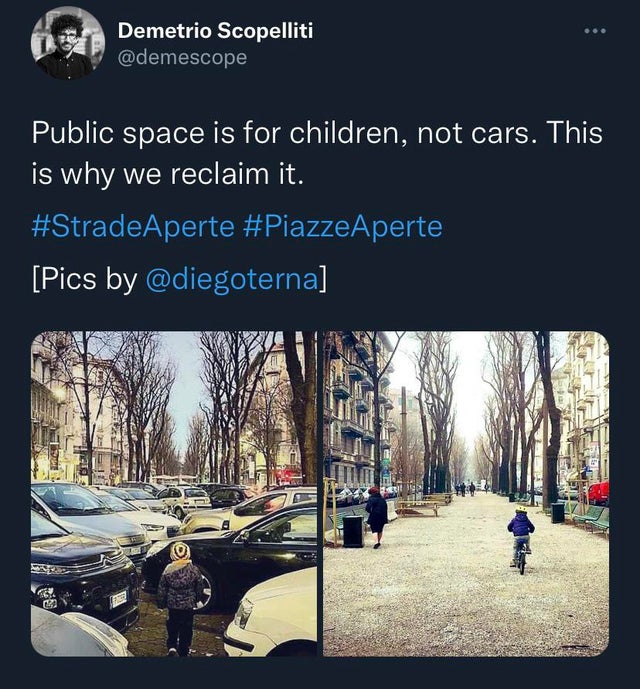 Demetrio Scopelliti
@demescope
Public space is for children, not cars. This
is why we reclaim it.
#StradeAperte #PiazzeAperte
[Pics by @diegoterna]